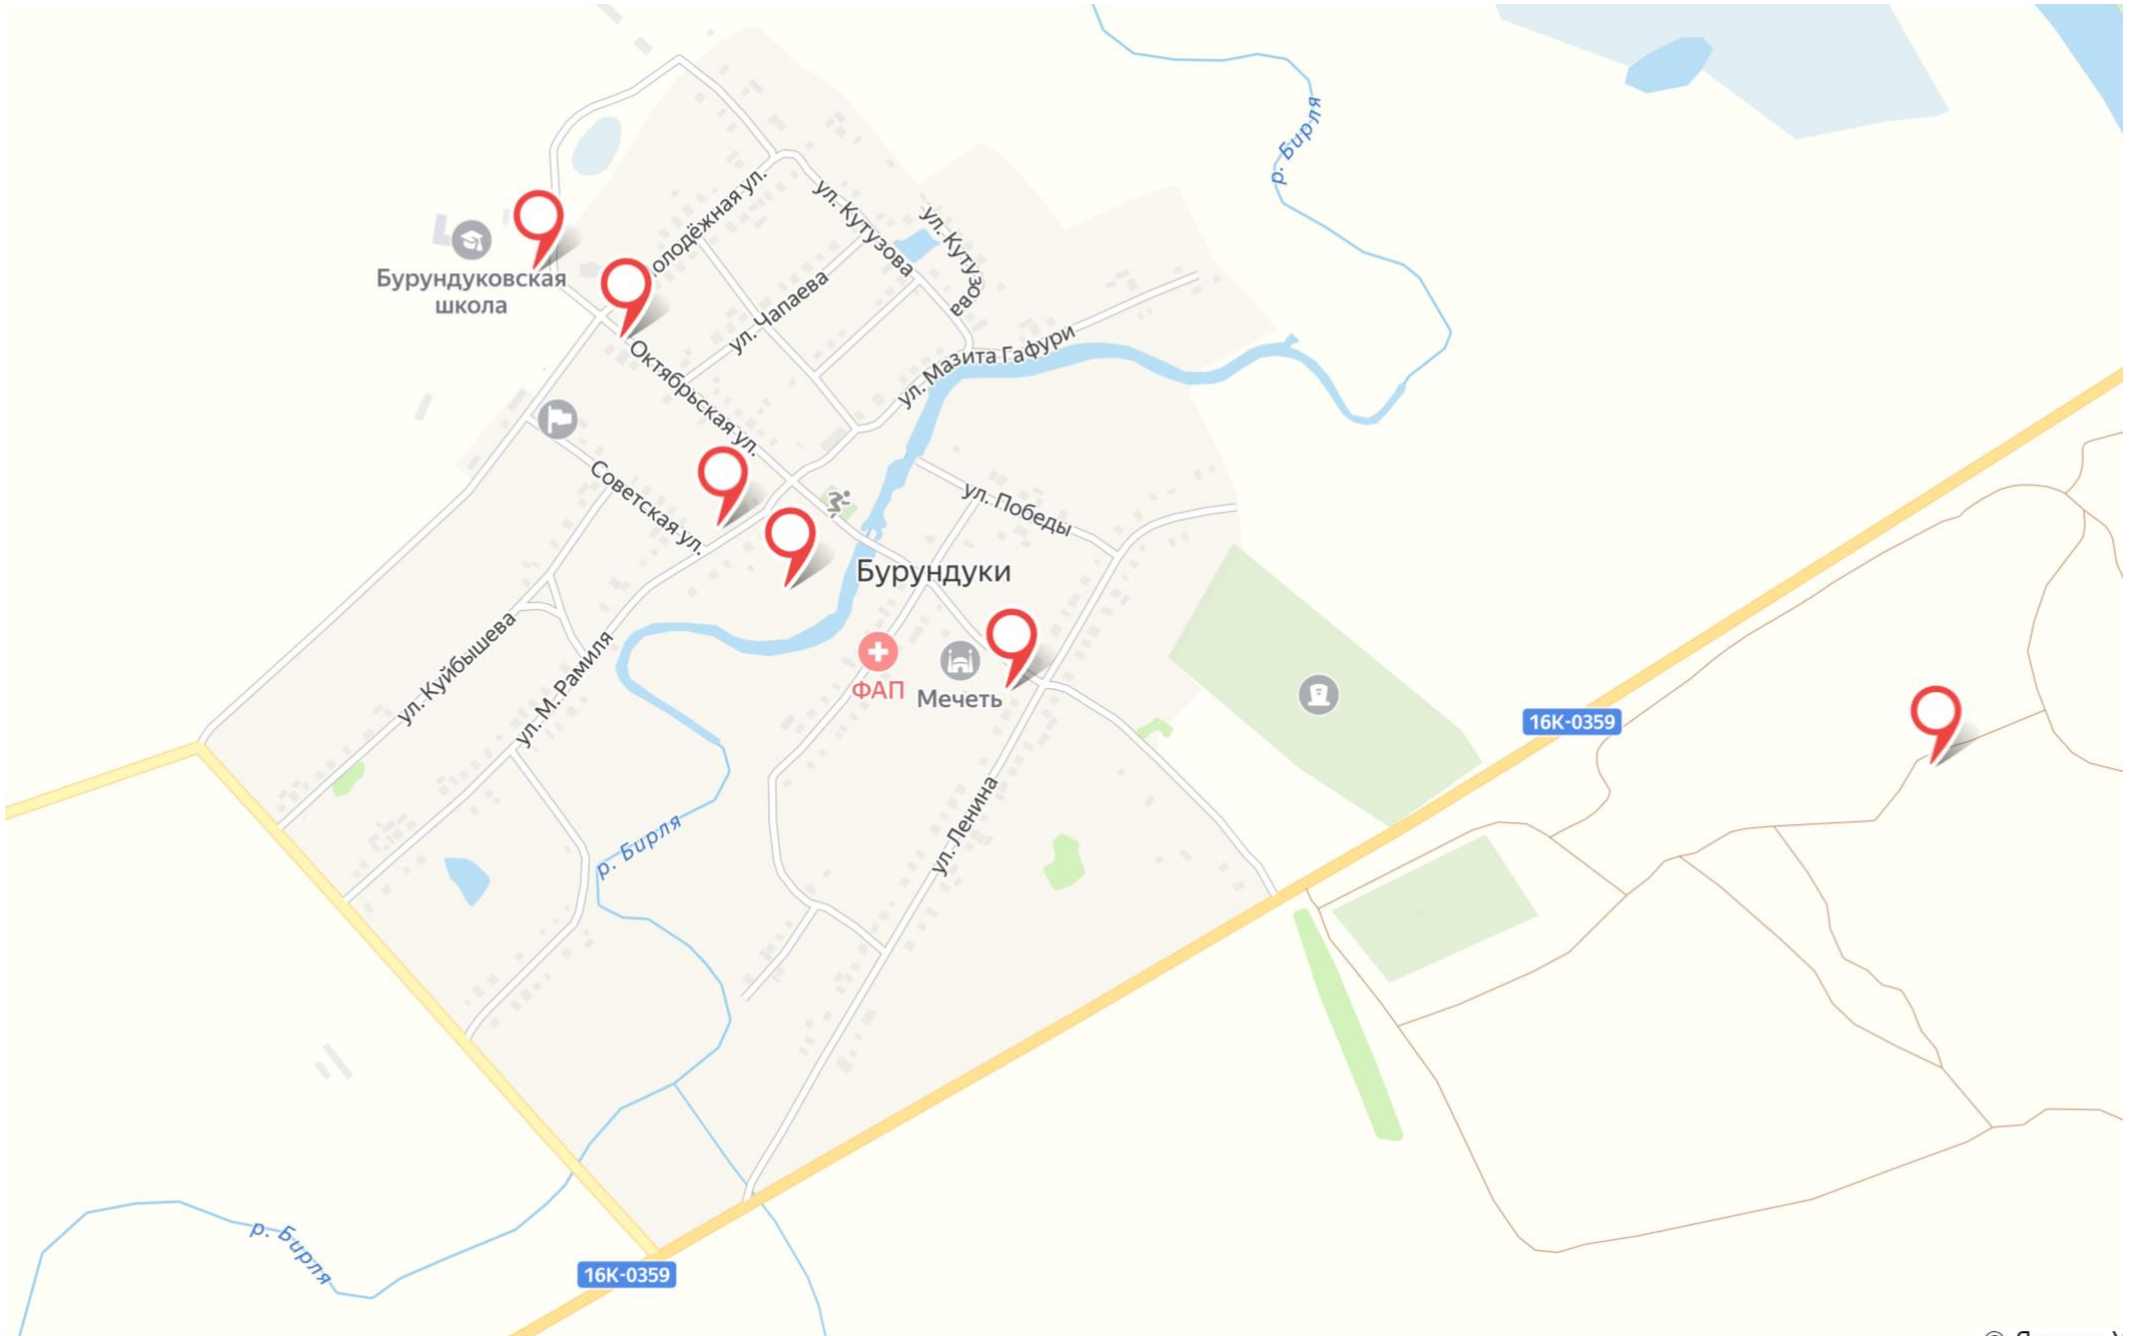 р. Бирля
ул. Кутузова
ул. Кутузова
Бурундуковская
школа
олодёжная ул.
ул. Чапаева
ул. Мазита Гафури
Октябрьская ул.
Советская ул.
ул. Победы
Бурундуки
ул. Куйбышева
ул. М. Рамиля
ФАП
Мечеть
16К-0359
ул. Ленина
р. Бирля
р. Бирля
16К-0359